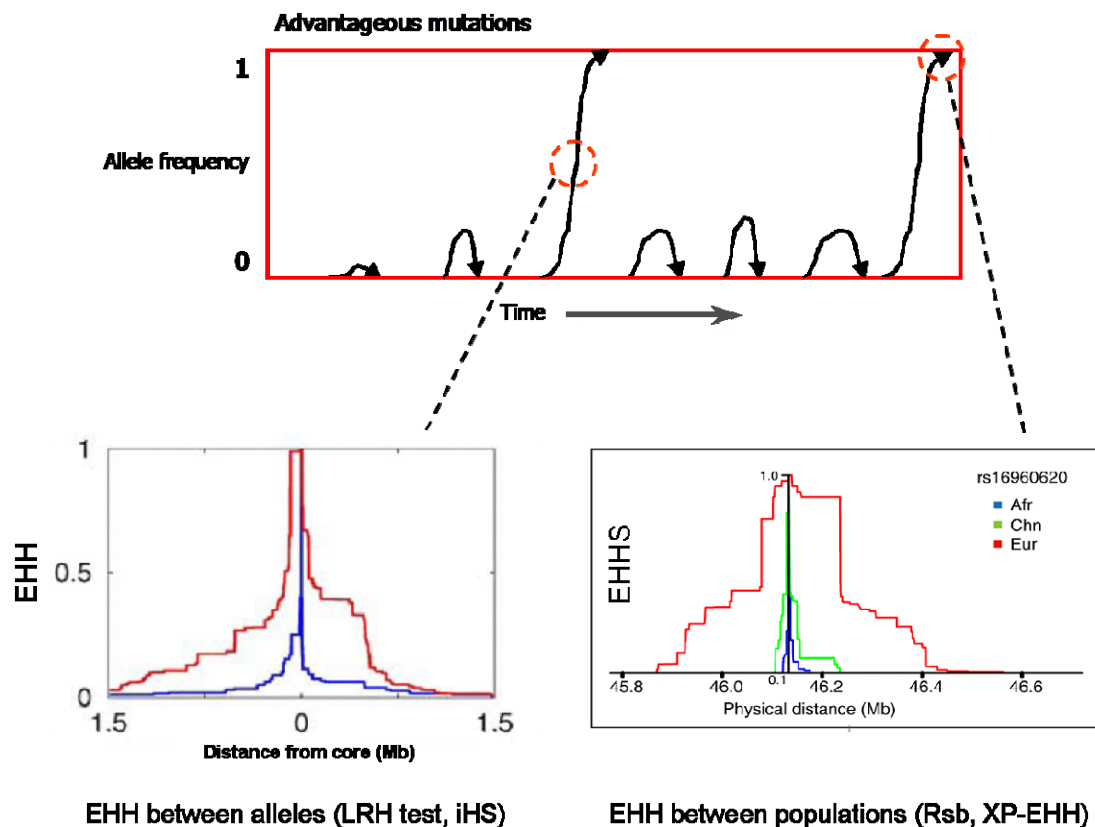 Advantageous mutations
1
Allele frequency
0
Time
1
0.5
0
EHH
1.5
0
1.5
Distance from core (Mb)
EHH between alleles (LRH test, iHS)
1.0
rs16960620
Afr
Chn
Eur
EHHS
45.8
46.0
0.1
46.2
46.4
46.6
Physical distance (Mb)
EHH between populations (Rsb, XP-EHH)